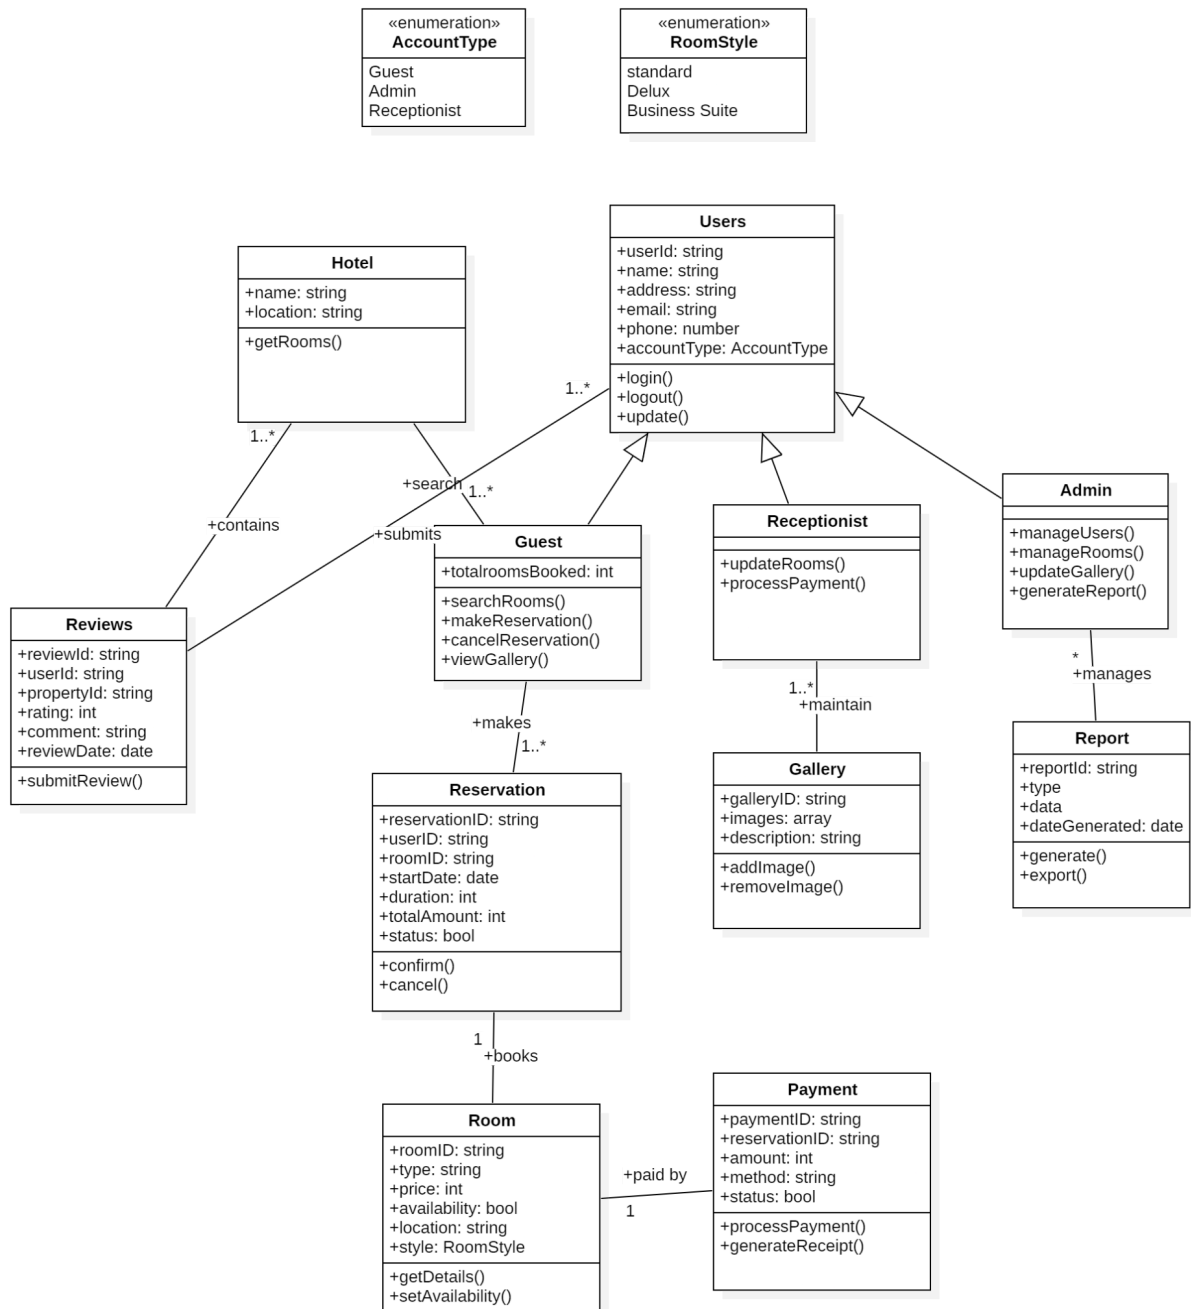 «enumeration»
AccountType
Guest
Admin
Receptionist
«enumeration»
RoomStyle
standard
Delux
Business Suite
Users
+userId: string
+name: string
+address: string
+email: string
+phone: number
+accountType: AccountType
+login()
+logout()
+update()
Hotel
+name: string
+location: string
+getRooms()
1..*
1..*
+search
1..*
+contains
+submits
Guest
+totalroomsBooked: int
+searchRooms()
+makeReservation()
+cancelReservation()
+viewGallery()
Receptionist
+updateRooms()
+processPayment()
Admin
+manageUsers()
+manageRooms()
+updateGallery()
+generateReport()
Reviews
+reviewId: string
+userId: string
+propertyId: string
+rating: int
+comment: string
+reviewDate: date
+submitReview()
*
+manages
1..*
+maintain
+makes
1..*
Report
+reportId: string
+type
+data
+dateGenerated: date
+generate()
+export()
Gallery
+galleryID: string
+images: array
+description: string
+addImage()
+removeImage()
Reservation
+reservationID: string
+userID: string
+roomID: string
+startDate: date
+duration: int
+totalAmount: int
+status: bool
+confirm()
+cancel()
1
+books
Room
+roomID: string
+type: string
+price: int
+availability: bool
+location: string
+style: RoomStyle
+getDetails()
+setAvailability()
+paid by
1
Payment
+paymentID: string
+reservationID: string
+amount: int
+method: string
+status: bool
+processPayment()
+generateReceipt()